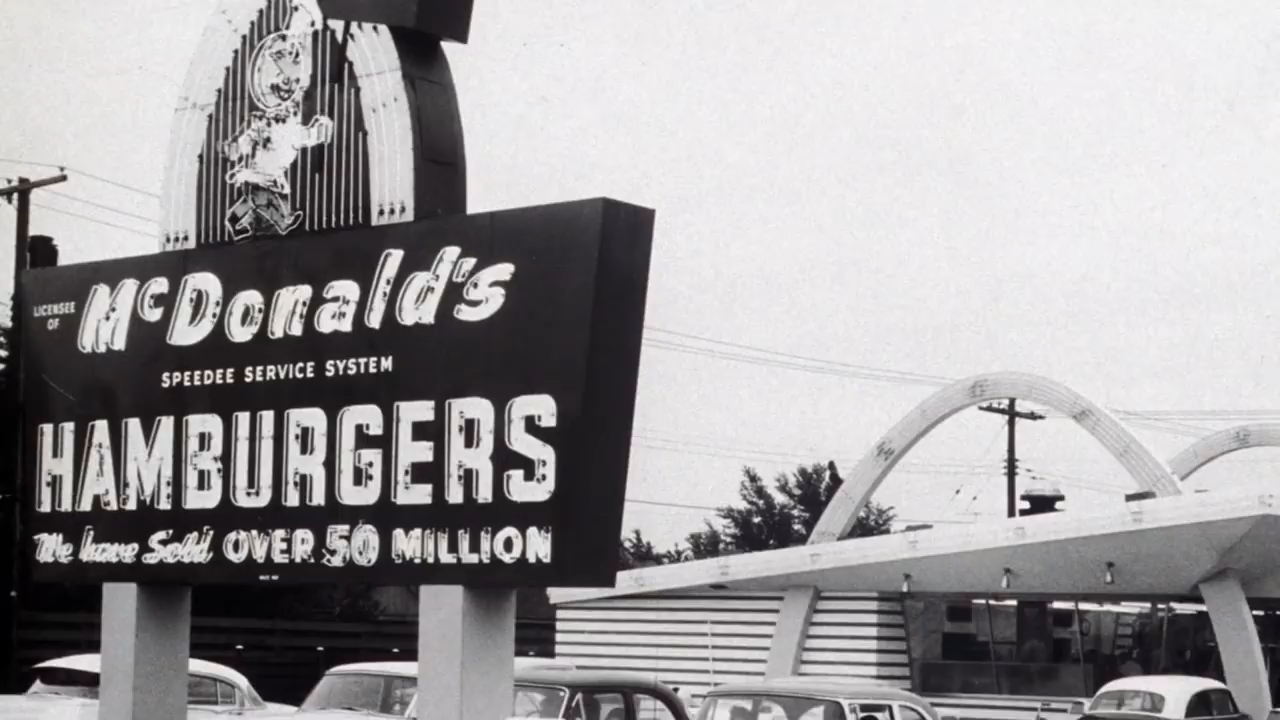 LICENSEE
OF
McDonald's
SPEEDEE SERVICE SYSTEM
HAMBURGERS
We have Sold OVER 50 MILLION